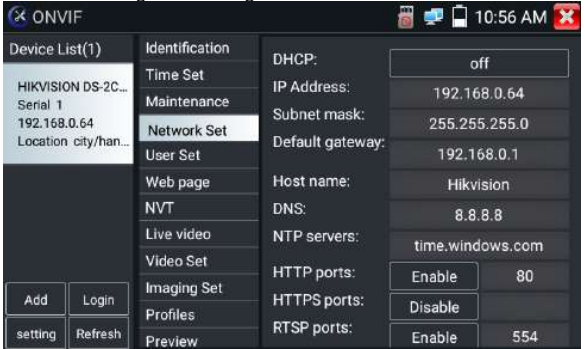 ONVIF
10:56 AM
Device List(1)
HIKVISION DS-2C...
Serial 1
192.168.0.64
Location city/han...
Add
Login
setting
Refresh
Identification
Time Set
Maintenance
Network Set
User Set
Web page
NVT
Live video
Video Set
Imaging Set
Profiles
Preview
DHCP: off
IP Address: 192.168.0.64
Subnet mask: 255.255.255.0
Default gateway: 192.168.0.1
Host name: Hikvision
DNS: 8.8.8.8
NTP servers: time.windows.com
HTTP ports: Enable 80
HTTPS ports: Disable
RTSP ports: Enable 554